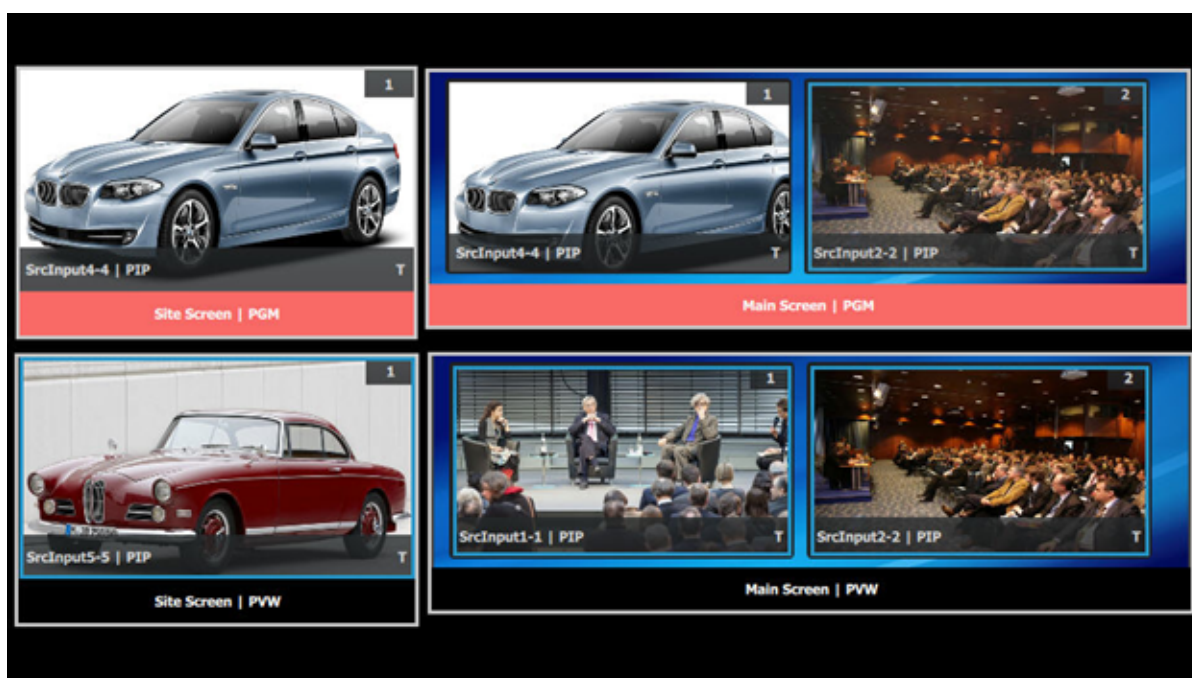 1
SrcInput4-4 | PIP
T
Site Screen | PGM
1
SrcInput4-4 | PIP
T
2
SrcInput2-2 | PIP
T
Main Screen | PGM
1
SrcInput5-5 | PIP
T
Site Screen | PVW
1
SrcInput1-1 | PIP
T
2
SrcInput2-2 | PIP
T
Main Screen | PVW